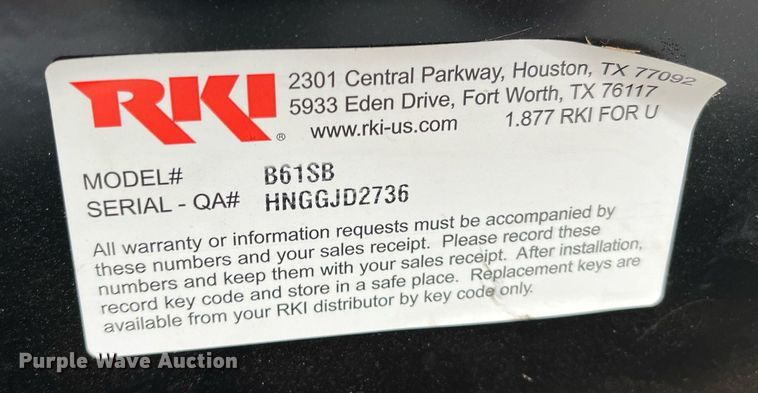 RKI ®
2301 Central Parkway, Houston, TX 77092
5933 Eden Drive, Fort Worth, TX 76117
www.rki-us.com 1.877 RKI FOR U
MODEL# B61SB
SERIAL - QA# HNGGJD2736
All warranty or information requests must be accompanied by
these numbers and your sales receipt. Please record these
numbers and keep them with your sales receipt. After installation,
record key code and store in a safe place. Replacement keys are
available from your RKI distributor by key code only.
Purple Wave Auction